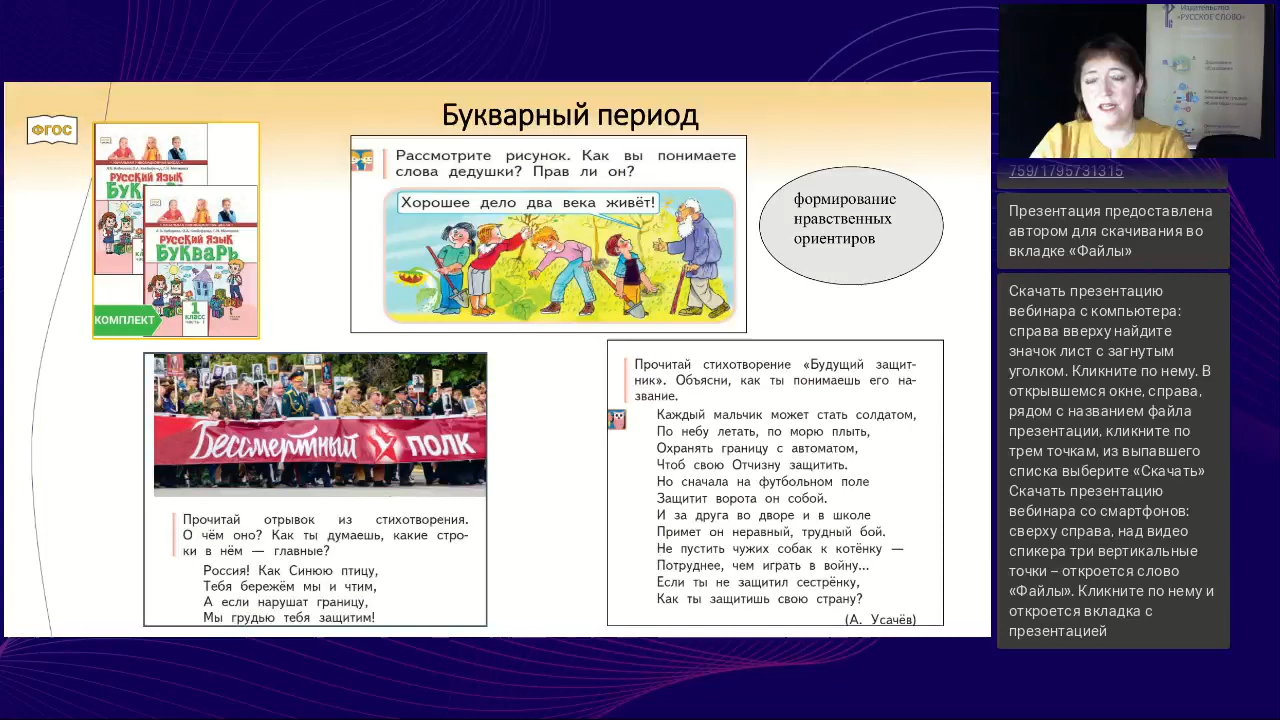 Букварный период
ФГОС
РУССКИЙ ЯЗЫК
РУССКИЙ ЯЗЫК
БУКВАРЬ
1
КЛАСС
КОМПЛЕКТ
Рассмотрите рисунок. Как вы понимаете
слова дедушки? Прав ли он?
Хорошее дело два века живёт!
формирование
нравственных
ориентиров
Бессмертный ПОЛК
Прочитай отрывок из стихотворения.
О чём оно? Как ты думаешь, какие стро-
ки в нём — главные?
Россия! Как Синюю птицу,
Тебя бережём мы и чтим,
А если нарушат границу,
Мы грудью тебя защитим!
Прочитай стихотворение «Будущий защит-
ник». Объясни, как ты понимаешь его на-
звание.
Каждый мальчик может стать солдатом,
По небу летать, по морю плыть,
Охранять границу с автоматом,
Чтоб свою Отчизну защитить.
Но сначала на футбольном поле
Защитит ворота он собой.
И за друга во дворе и в школе
Примет он неравный, трудный бой.
Не пустить чужих собак к котёнку —
Потруднее, чем играть в войну...
Если ты не защитил сестрёнку,
Как ты защитишь свою страну?
(А. Усачёв)
Издательство
«РУССКОЕ СЛОВО»
759/1795731315
Презентация предоставлена
автором для скачивания во
вкладке «Файлы»
Скачать презентацию
вебинара с компьютера:
справа вверху найдите
значок лист с загнутым
уголком. Кликните по нему. В
открывшемся окне, справа,
рядом с названием файла
презентации, кликните по
трем точкам, из выпавшего
списка выберите «Скачать»
Скачать презентацию
вебинара со смартфонов:
сверху справа, над видео
спикера три вертикальные
точки – откроется слово
«Файлы». Кликните по нему и
откроется вкладка с
презентацией